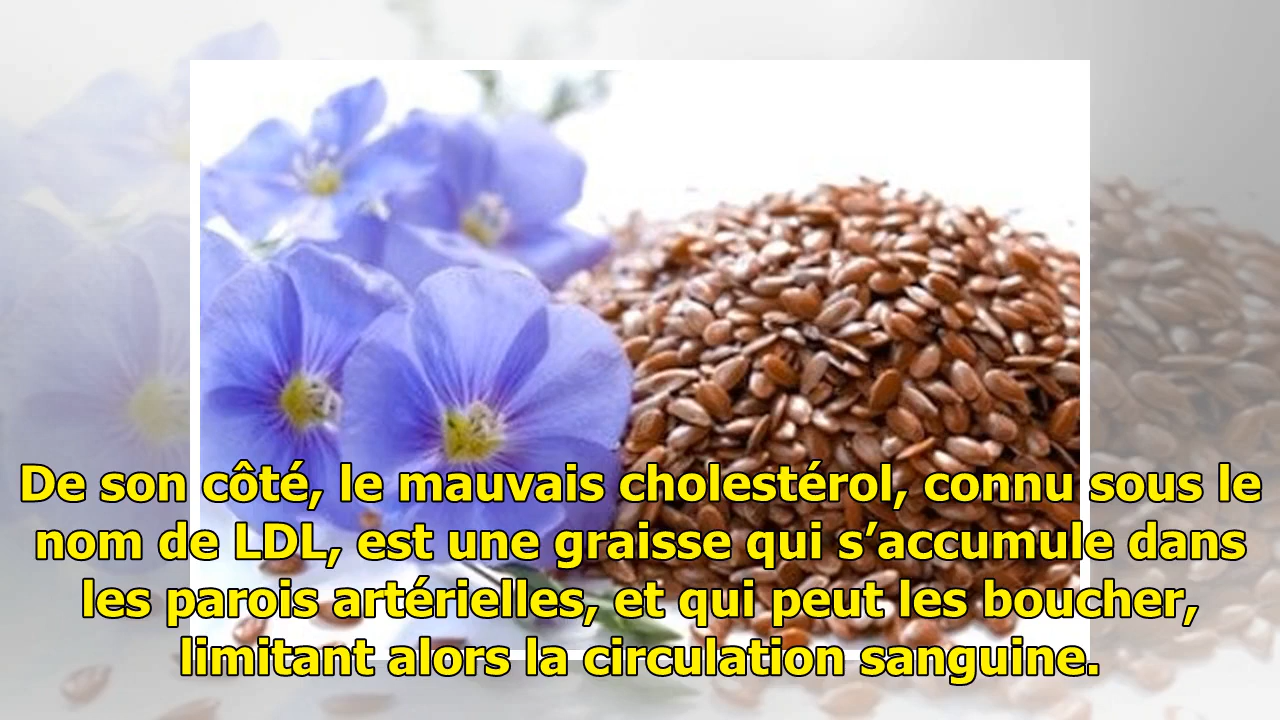 De son côté, le mauvais cholestérol, connu sous le
nom de LDL, est une graisse qui s’accumule dans
les parois artérielles, et qui peut les boucher,
limitant alors la circulation sanguine.